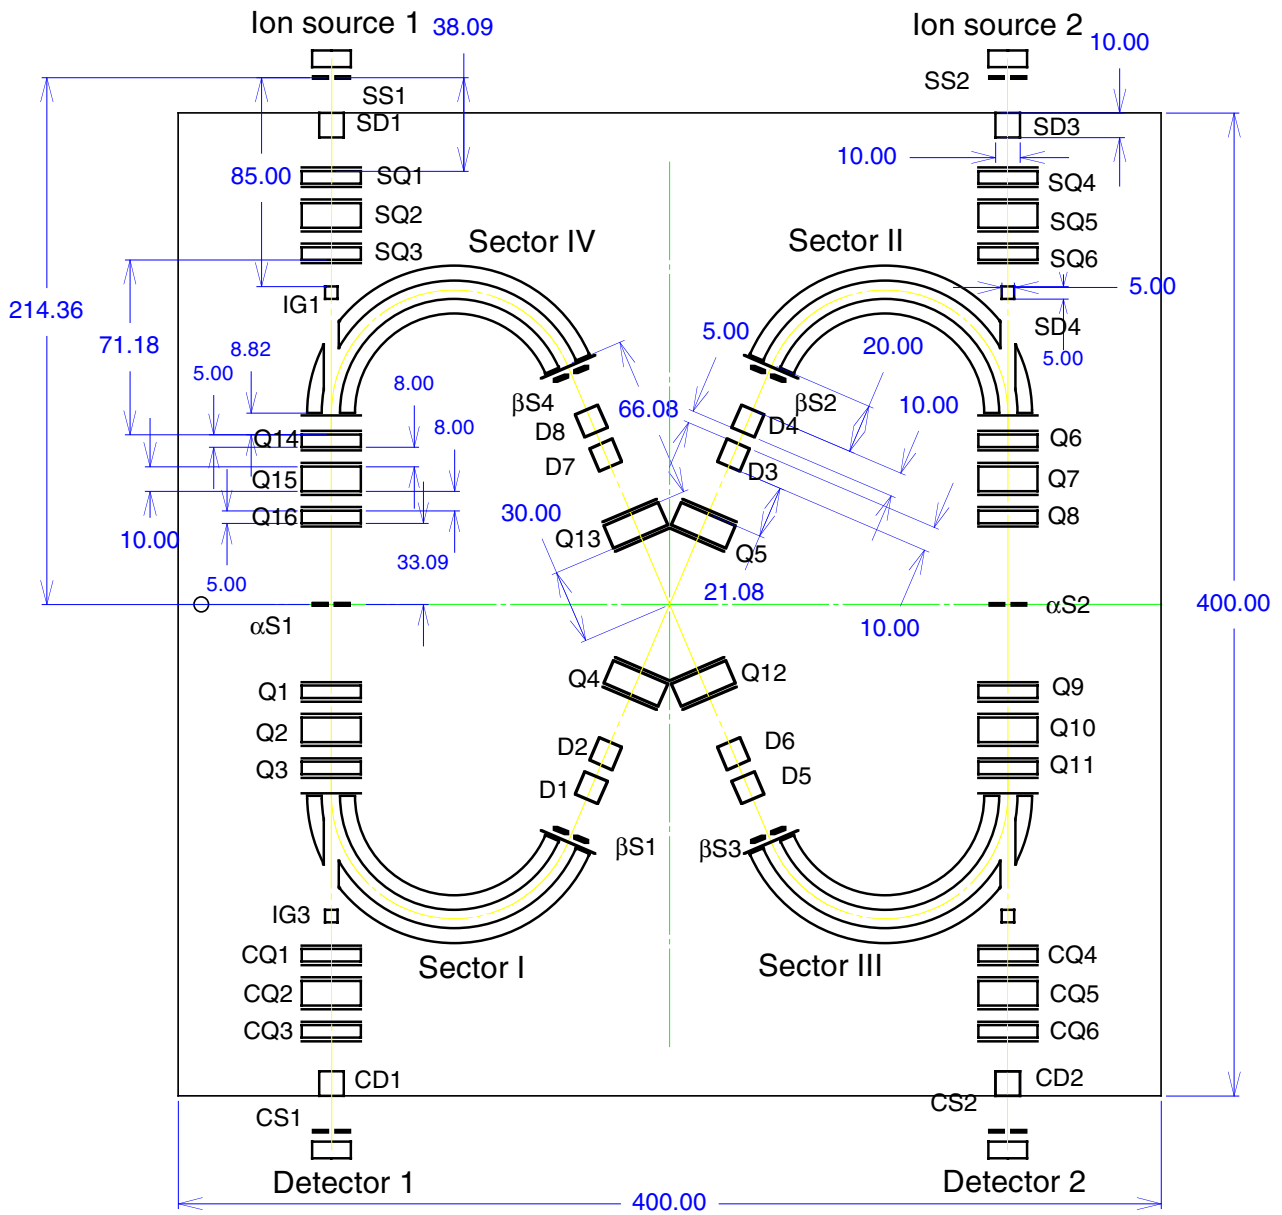 Ion source 1
38.09
Ion source 2
10.00
SS1
SS2
SD1
SD3
10.00
85.00
SQ1
SQ4
SQ2
SQ5
Sector IV
Sector II
SQ3
SQ6
214.36
IG1
5.00
SD4
71.18
8.82
5.00
20.00
5.00
5.00
8.00
βS4
66.08
βS2
10.00
D8
D4
Q14
8.00
Q6
D7
D3
Q15
Q7
30.00
Q16
Q8
10.00
Q13
Q5
33.09
5.00
21.08
αS1
αS2
400.00
10.00
Q4
Q12
Q1
Q9
Q2
Q10
D2
D6
Q3
Q11
D1
D5
βS1
βS3
IG3
CQ1
Sector I
Sector III
CQ4
CQ2
CQ5
CQ3
CQ6
CD1
CD2
CS1
CS2
Detector 1
Detector 2
400.00